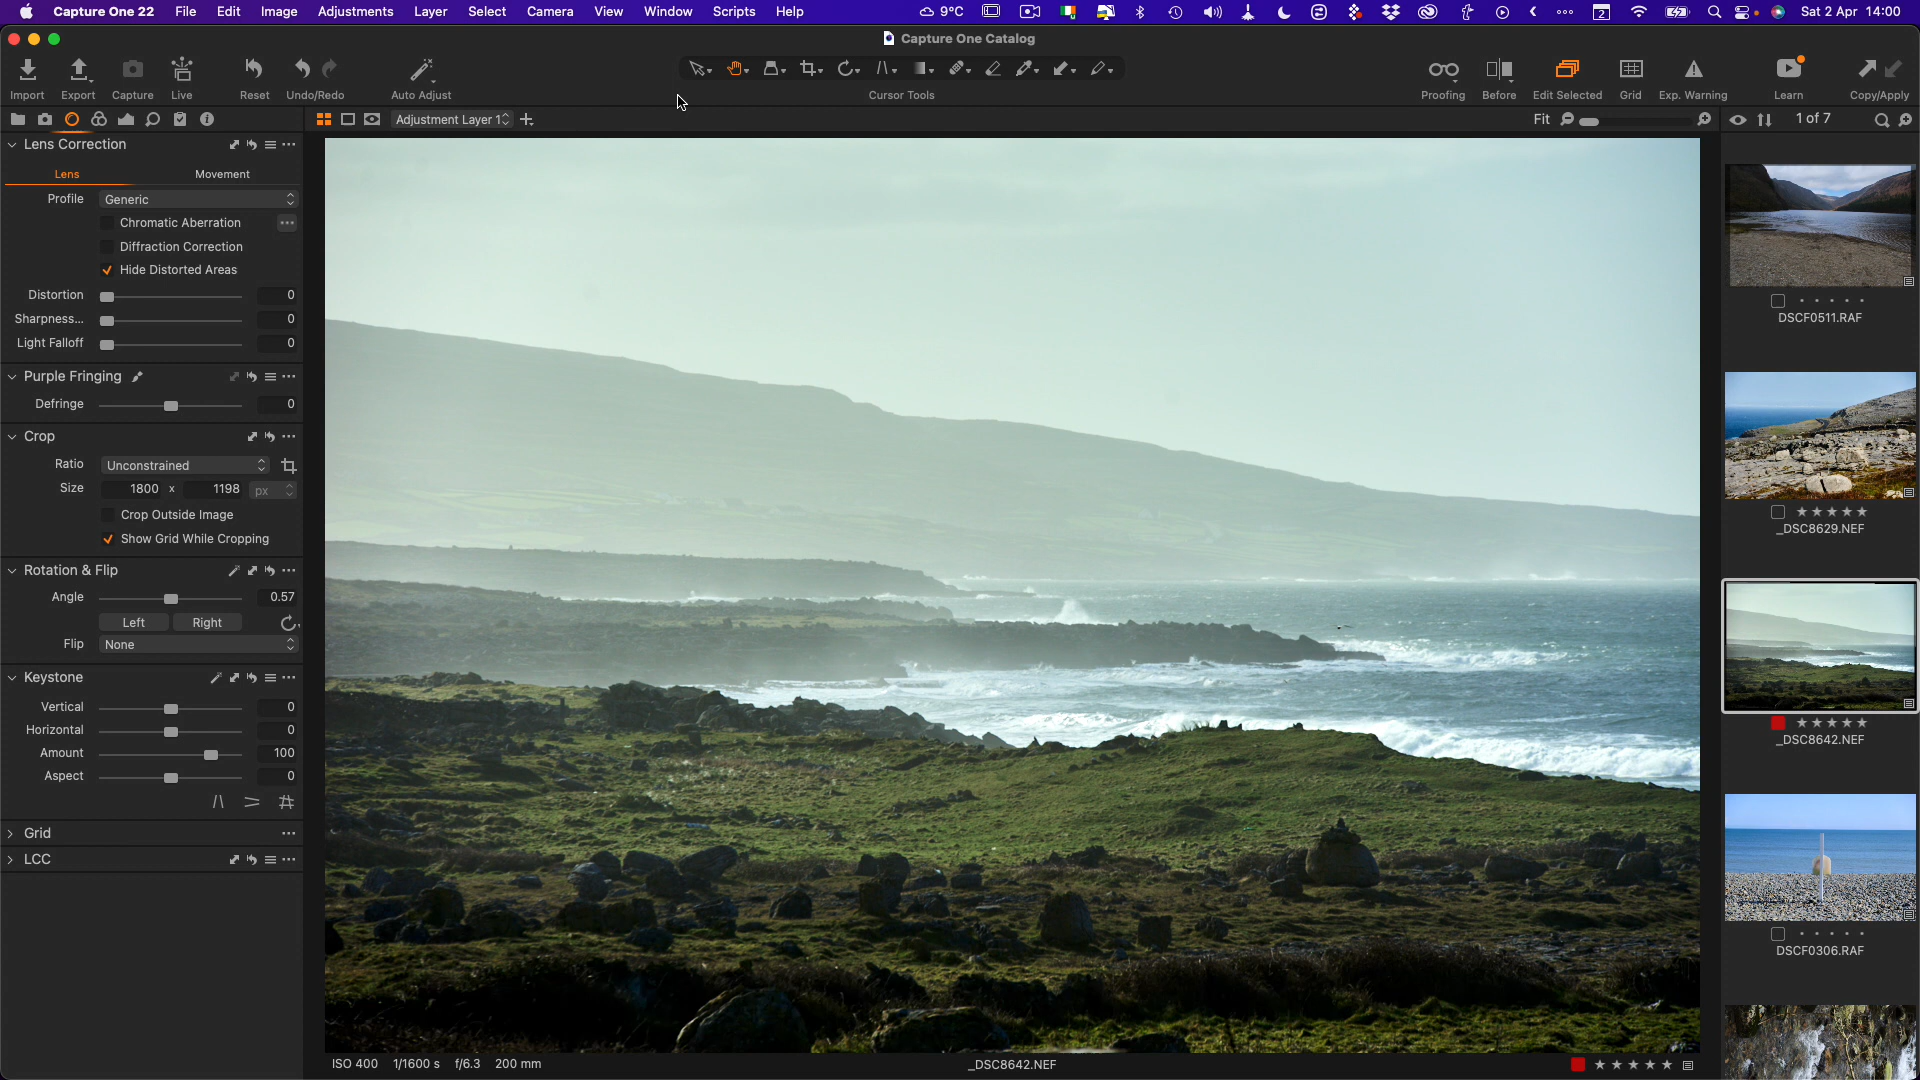 Capture One 22 File Edit Image Adjustments Layer Select Camera View Window Scripts Help 9°C 2 Sat 2 Apr 14:00
Capture One Catalog
Import Export Capture Live Reset Undo/Redo Auto Adjust Cursor Tools Proofing Before Edit Selected Grid Exp. Warning Learn Copy/Apply
Adjustment Layer 1 Fit 1 of 7
Lens Correction
Lens Movement
Profile Generic
Chromatic Aberration
Diffraction Correction
Hide Distorted Areas
Distortion 0
Sharpness... 0
Light Falloff 0
Purple Fringing
Defringe 0
Crop
Ratio Unconstrained
Size 1800 x 1198 px
Crop Outside Image
Show Grid While Cropping
Rotation & Flip
Angle 0.57
Left Right
Flip None
Keystone
Vertical 0
Horizontal 0
Amount 100
Aspect 0
Grid
LCC
DSCF0511.RAF
_DSC8629.NEF
_DSC8642.NEF
DSCF0306.RAF
ISO 400 1/1600 s f/6.3 200 mm _DSC8642.NEF